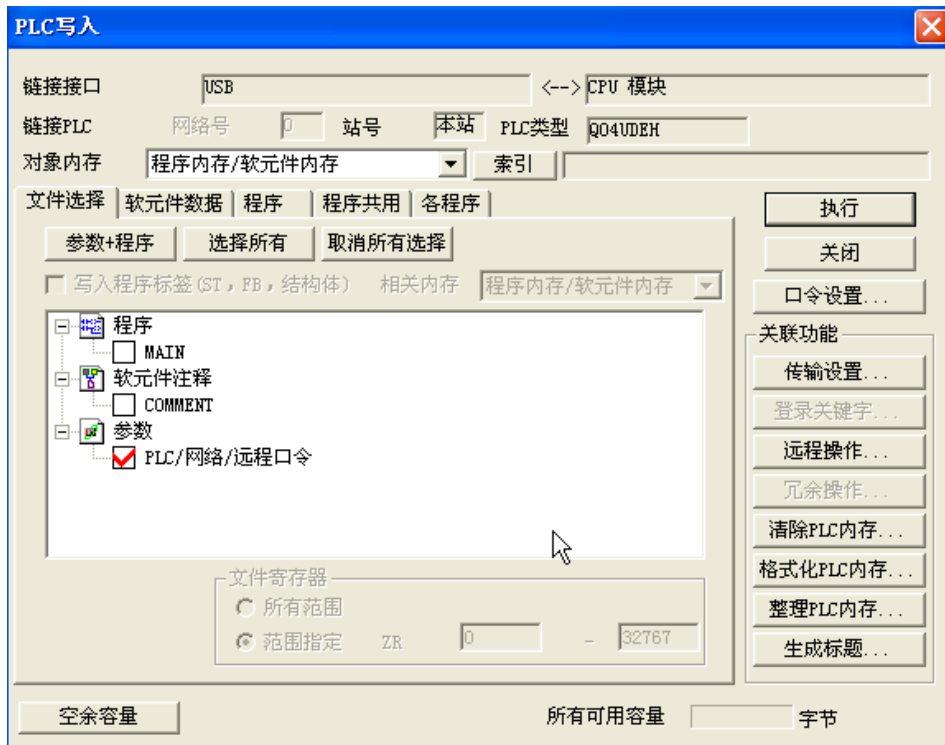 PLC写入
链接接口 USB <--> CPU 模块
链接PLC 网络号 0 站号 本站 PLC类型 Q04UDEH
对象内存 程序内存/软元件内存 索引
文件选择 软元件数据 程序 程序共用 各程序
执行
参数+程序 选择所有 取消所有选择
关闭
写入程序标签(ST,FB,结构体) 相关内存 程序内存/软元件内存
口令设置...
程序
MAIN
软元件注释
COMMENT
参数
PLC/网络/远程口令
关联功能
传输设置...
登录关键字...
远程操作...
冗余操作...
清除PLC内存...
格式化PLC内存...
整理PLC内存...
生成标题...
文件寄存器
所有范围
范围指定 ZR 0 - 32767
空余容量 所有可用容量 字节